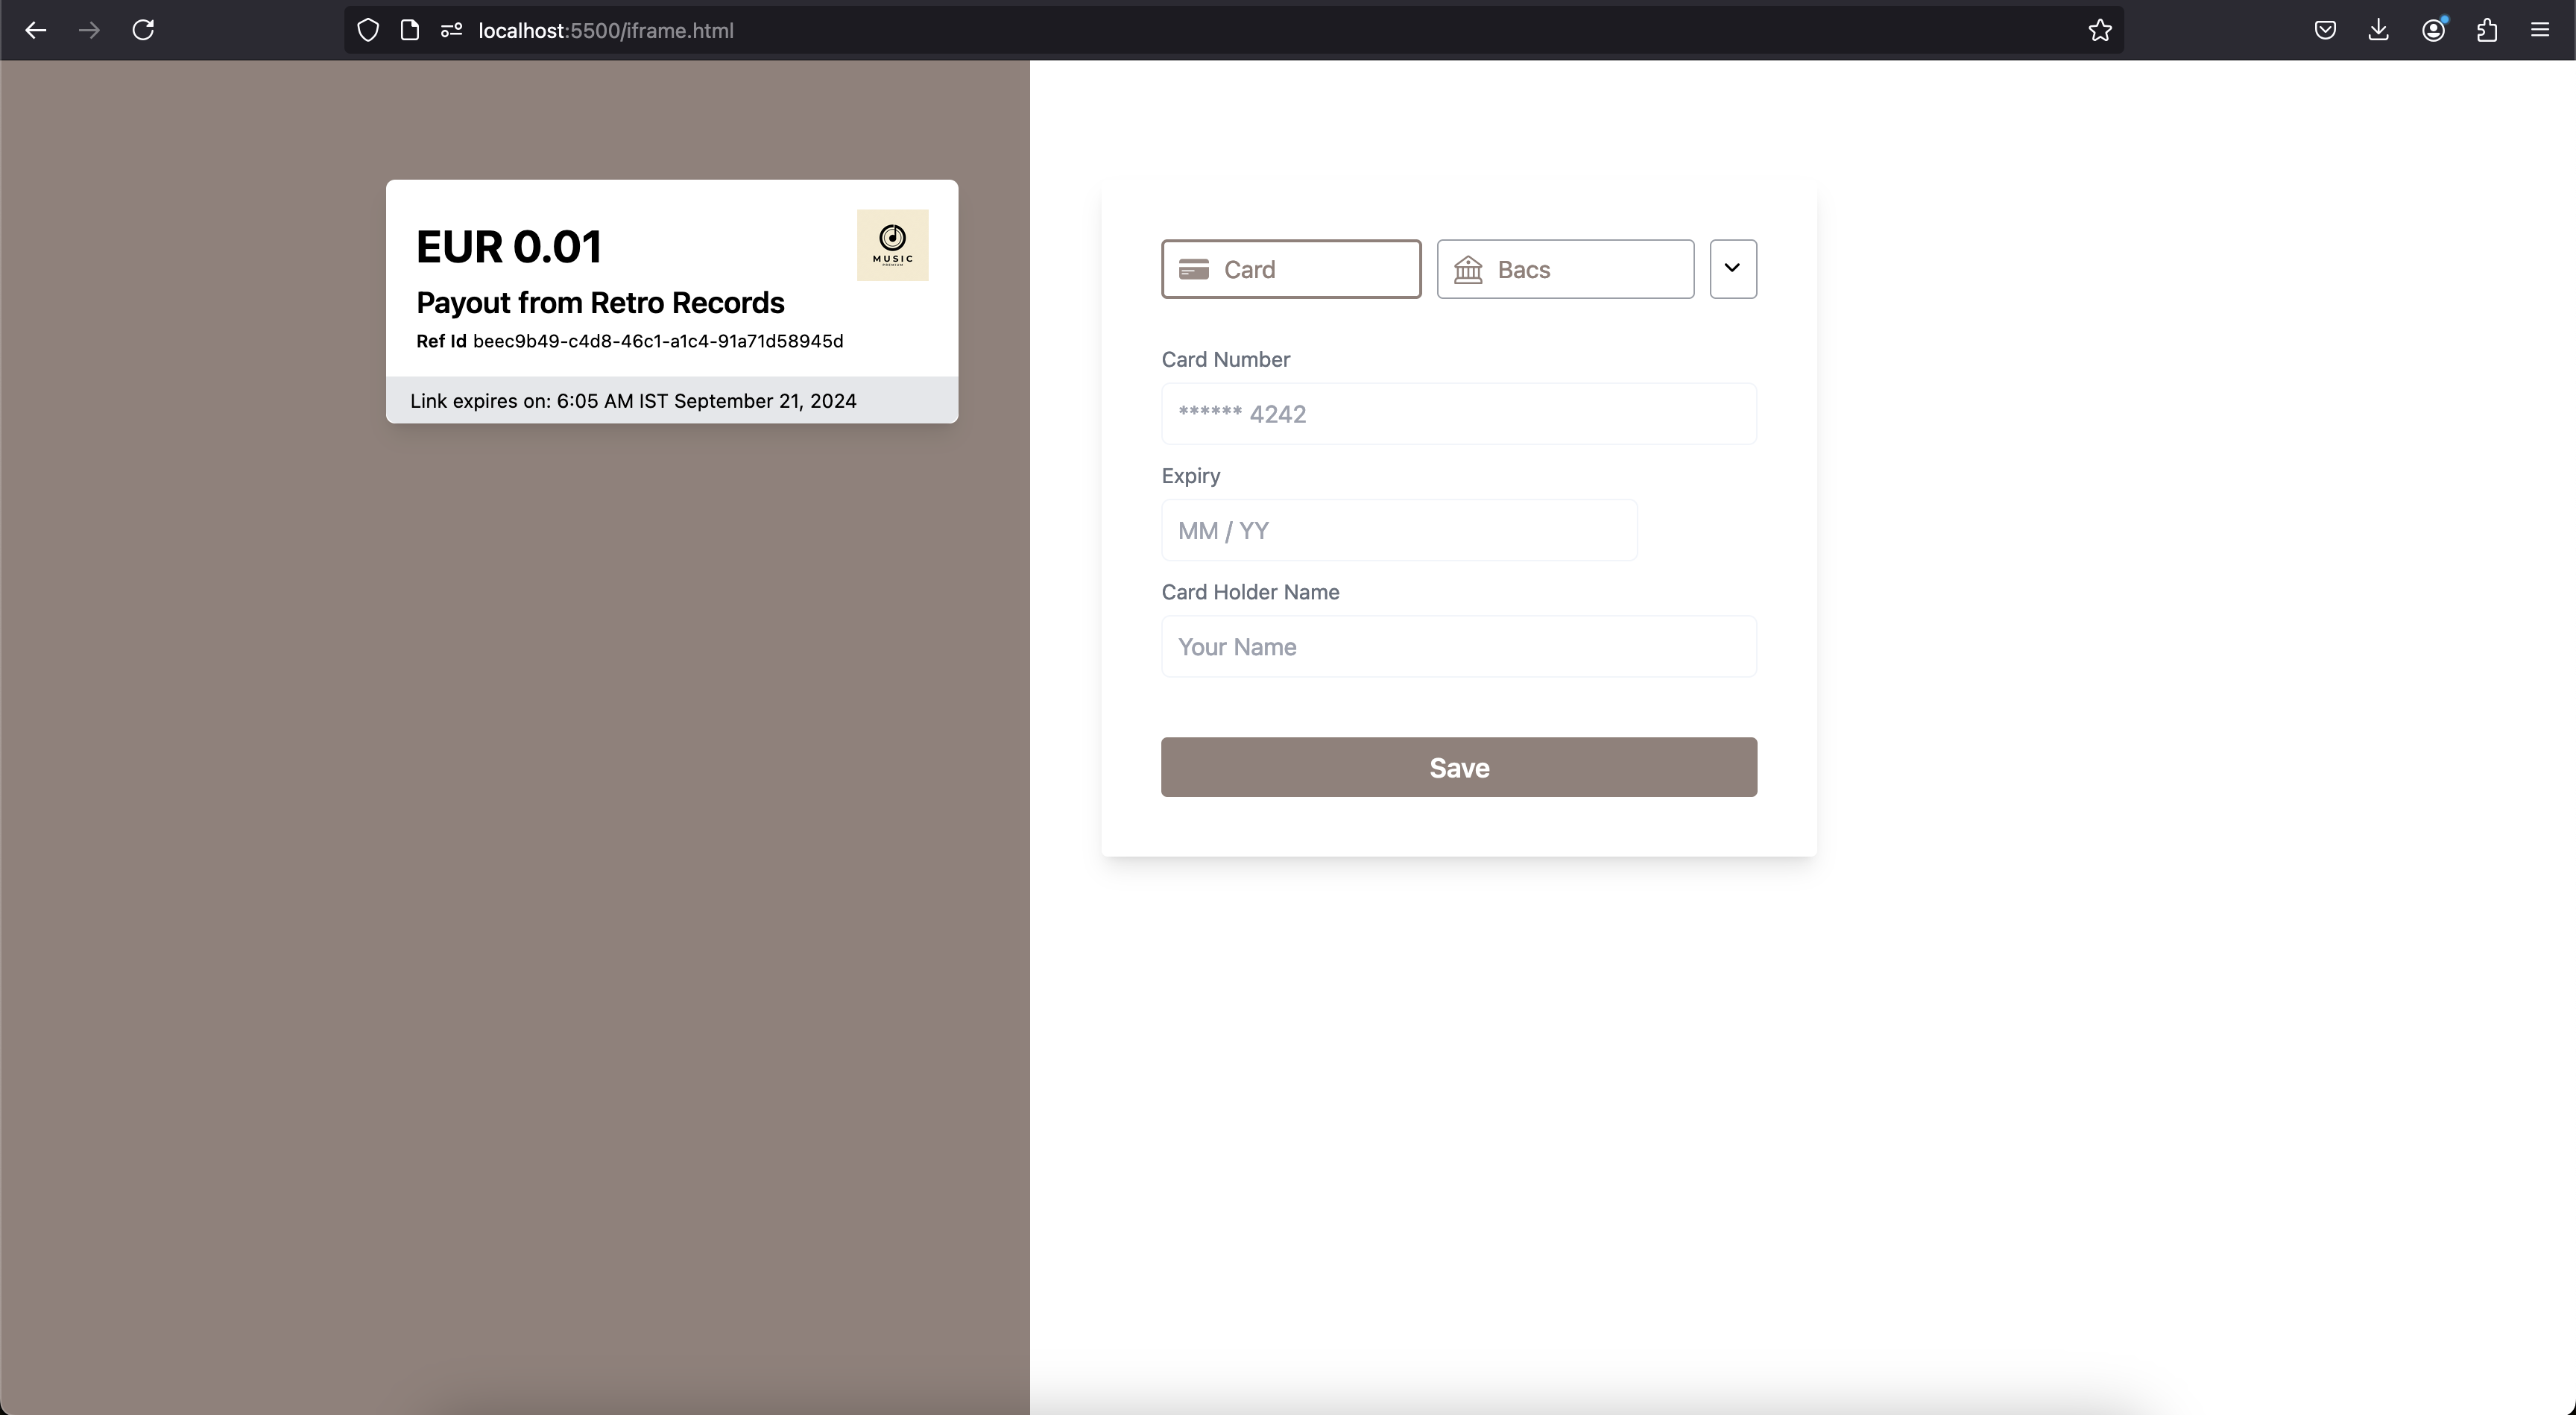 localhost:5500/iframe.html
EUR 0.01
MUSIC
PREMIUM
Payout from Retro Records
Ref Id beec9b49-c4d8-46c1-a1c4-91a71d58945d
Link expires on: 6:05 AM IST September 21, 2024
Card
Bacs
Card Number
****** 4242
Expiry
MM / YY
Card Holder Name
Your Name
Save